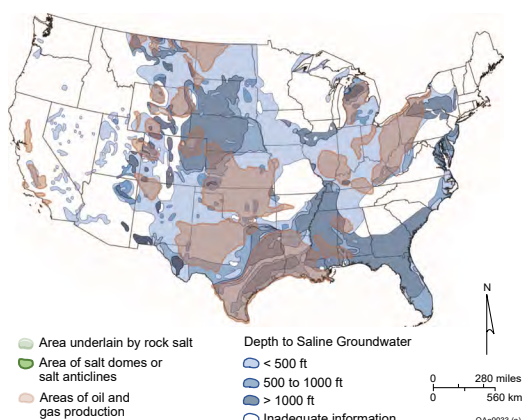 N
Area underlain by rock salt
Area of salt domes or
salt anticlines
Areas of oil and
gas production
Depth to Saline Groundwater
< 500 ft
500 to 1000 ft
> 1000 ft
Inadequate information
0 280 miles
0 560 km